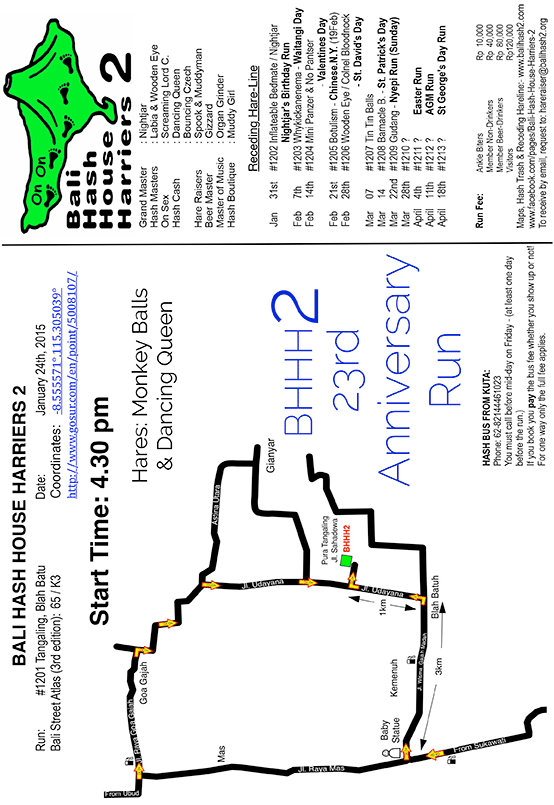 BALI HASH HOUSE HARRIERS 2
Run: #1201 Tangaling, Blah Batu
Date: January 24th, 2015
Bali Street Atlas (3rd edition): 65 / K3
Coordinates: -8.555571° 115.305039°
http://www.gosur.com/en/point/5008107/
Start Time: 4.30 pm
Hares: Monkey Balls
& Dancing Queen
BHHH2
23rd
Anniversary
Run
From Ubud
Jl. Raya Goa Gajah
Goa Gajah
Astina Utara
Gianyar
Jl. Udayana
Pura Tangaling
Jl. Sahadewa
BHHH2
Jl. Udayana
1km
Blah Batuh
Mas
Jl. Raya Mas
Kemenuh
Baby
Statue
3km
From Sukawati
HASH BUS FROM KUTA:
Phone: 62-82144461023
You must call before mid-day on Friday - (at least one day
before the run.)
If you book you pay the bus fee whether you show up or not!
For one way only the full fee applies.
On On
Bali
Hash
House
Harriers 2
Grand Master : Nightjar
Hash Masters : Labia & Wooden Eye
On Sex : Screaming Lord C.
Hash Cash : Dancing Queen
: Bouncing Czech
Hare Raisers : Spoex & Muddyman
Beer Master : Gizzard
Master of Music : Organ Grinder
Hash Boutique : Muddy Girl
Receding Hare-Line
Jan 31st #1202 Inflateable Bedmate / Nightjar
Nightjar's Birthday Run
Feb 7th #1203 Whykickanenema - Waitangi Day
Feb 14th #1204 Mini Panzer & No Pantser
- Valentines Day
Feb 21st #1205 Botulism - Chinese.N.Y. (19Feb)
Feb 28th #1206 Wooden Eye / Colnel Bloodnock
- St. David's Day
Mar 07 #1207 Tin Tin Balls
Mar 14 #1208 Barnacle B. - St. Patrick's Day
Mar 22nd #1209 Gudang - Nyepi Run (Sunday)
Mar 28th #1210 ?
April 4th #1211 ? Easter Run
April 11th #1212 ? AGM Run
April 18th #1213 ? St George's Day Run
Run Fee:
Ankle Biters Rp 10,000
Member Non-Drinkers Rp 40,000
Member Beer-Drinkers Rp 80,000
Visitors Rp120,000
Maps, Hash Trash & Receding Hareline: www.balihash2.com
www.facebook.com/pages/Bali-Hash-House-Harriers-2
To receive by email, request to: hareraiser@balihash2.org